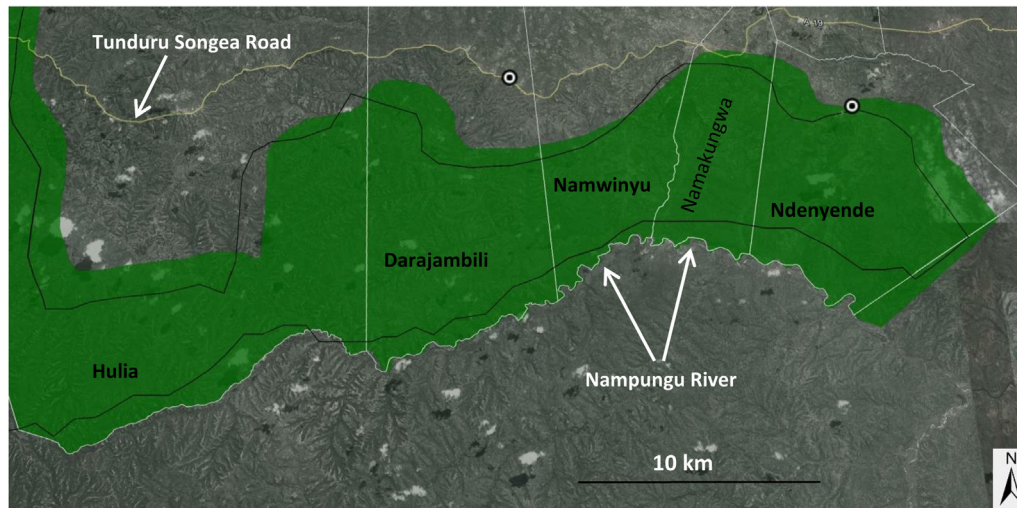 Tunduru Songea Road
Namakungwa
Namwinyu
Ndenyende
Darajambili
Hulia
Nampungu River
10 km
N